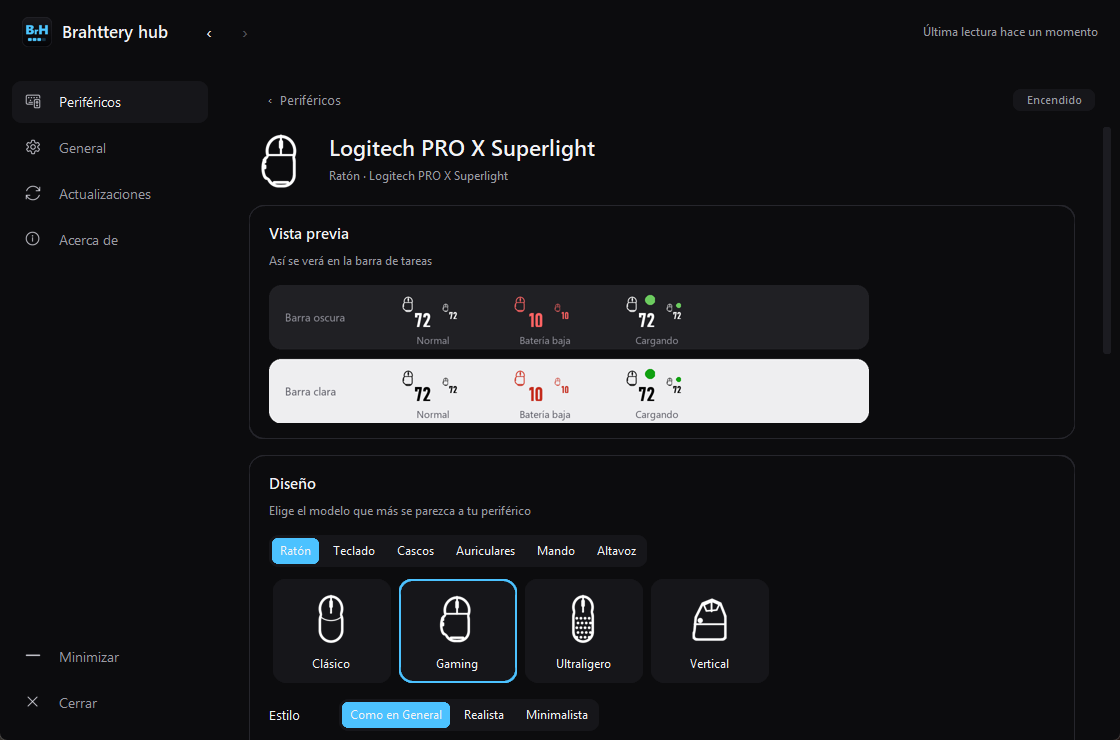 BrH Brahttery hub ‹ ›
Última lectura hace un momento
Periféricos
General
Actualizaciones
Acerca de
Minimizar
Cerrar
‹ Periféricos
Encendido
Logitech PRO X Superlight
Ratón · Logitech PRO X Superlight
Vista previa
Así se verá en la barra de tareas
Barra oscura
72 72 10 10 72 72
Normal Batería baja Cargando
Barra clara
72 72 10 10 72 72
Normal Batería baja Cargando
Diseño
Elige el modelo que más se parezca a tu periférico
Ratón Teclado Cascos Auriculares Mando Altavoz
Clásico Gaming Ultraligero Vertical
Estilo Como en General Realista Minimalista